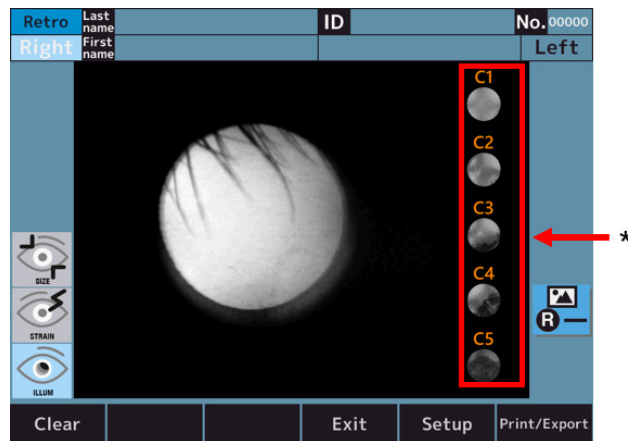 Retro Last name ID No. 00000
Right First name Left
C1
C2
C3
*
C4
C5
SIZE
STRAIN
ILLUM
R
Clear Exit Setup Print/Export